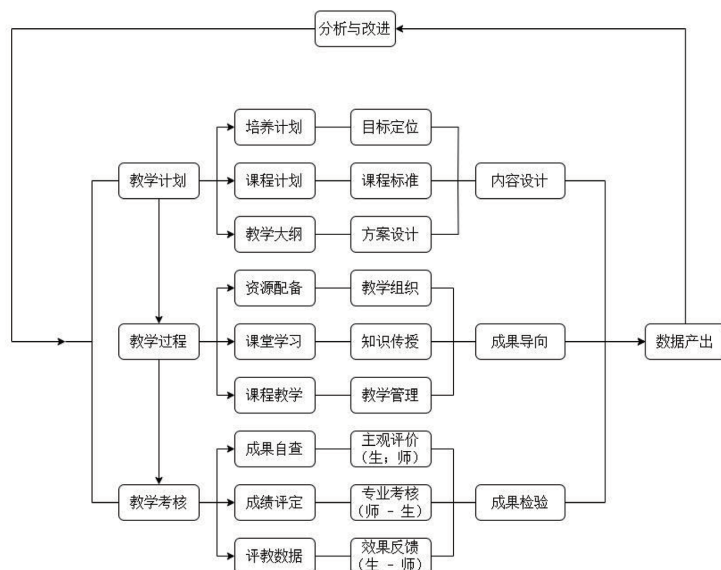 分析与改进
培养计划
目标定位
教学计划
课程计划
课程标准
内容设计
教学大纲
方案设计
资源配备
教学组织
教学过程
课堂学习
知识传授
成果导向
数据产出
课程教学
教学管理
成果自查
主观评价
（生；师）
教学考核
成绩评定
专业考核
（师 - 生）
成果检验
评教数据
效果反馈
（生 - 师）